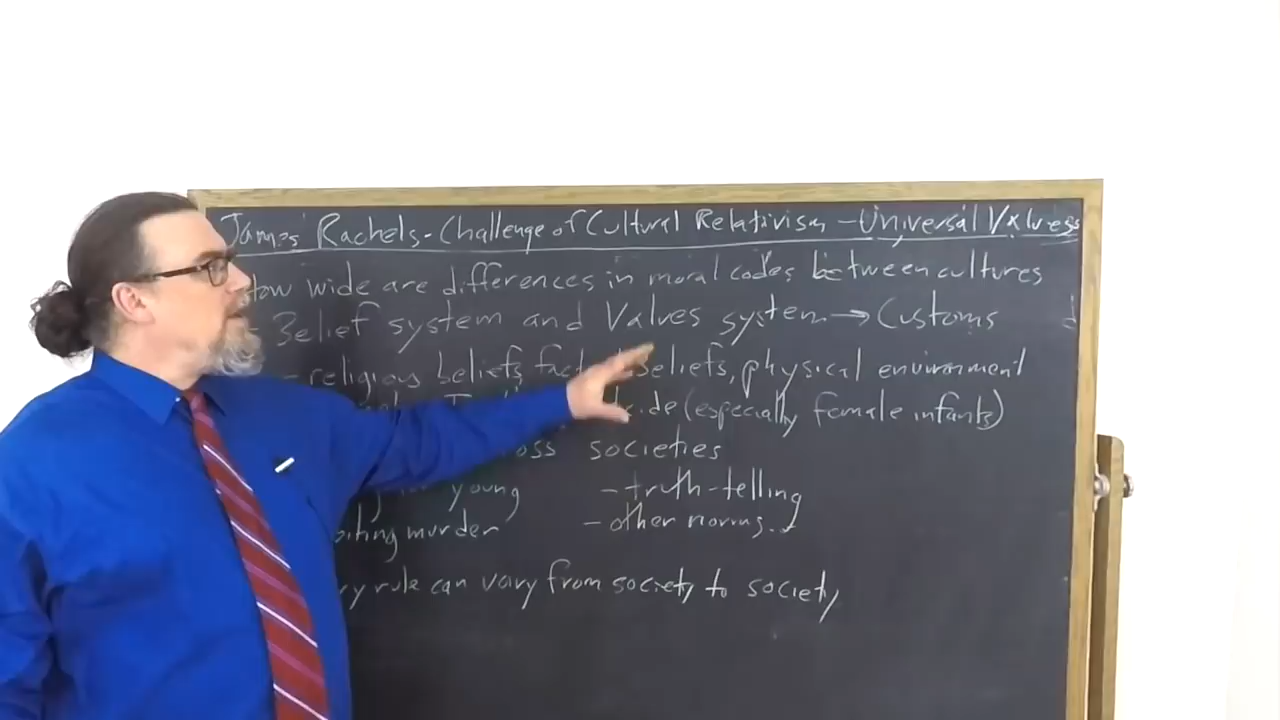 James Rachels - Challenge of Cultural Relativism - Universal Values
How wide are differences in moral codes between cultures
- Belief system and Values system → Customs
- religious beliefs, beliefs, physical environment
(especially female infants)
societies
young - truth-telling
murder - other norms..
rule can vary from society to society